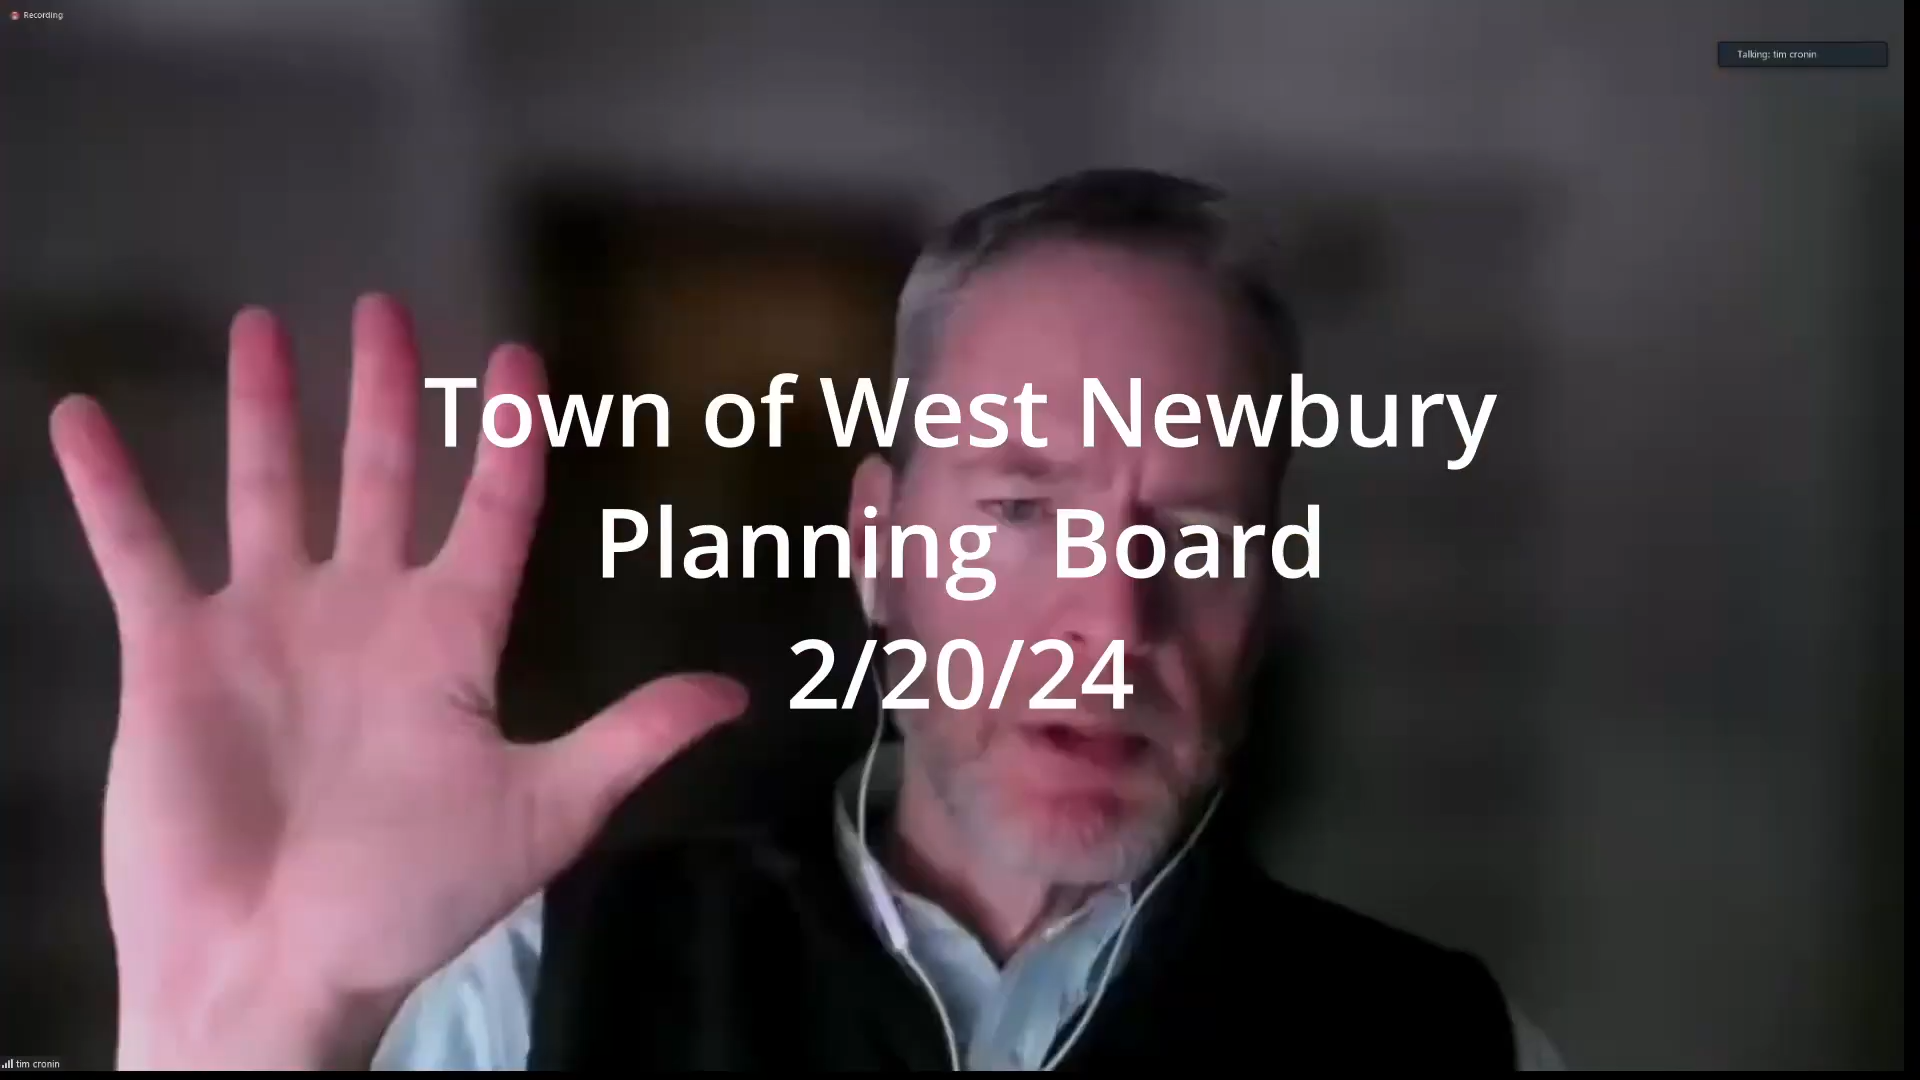 Recording
Talking: tim cronin
Town of West Newbury
Planning Board
2/20/24
tim cronin